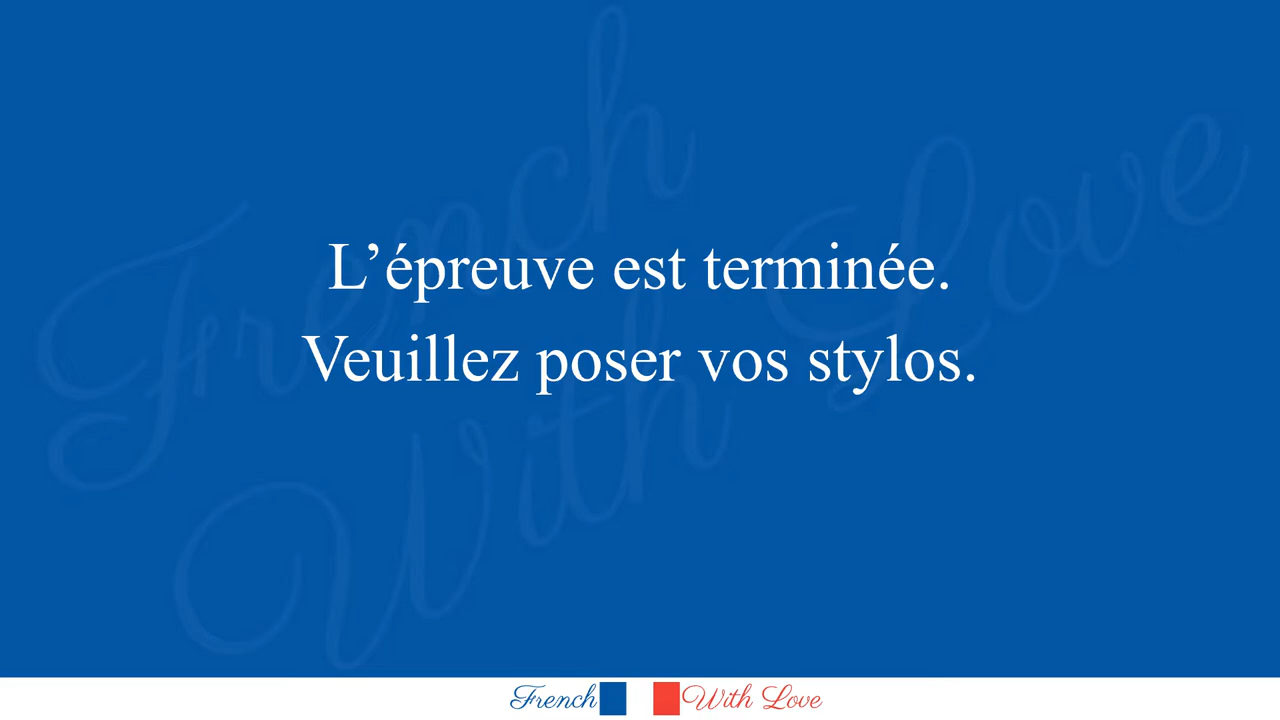 L’épreuve est terminée.
Veuillez poser vos stylos.
French With Love
French With Love